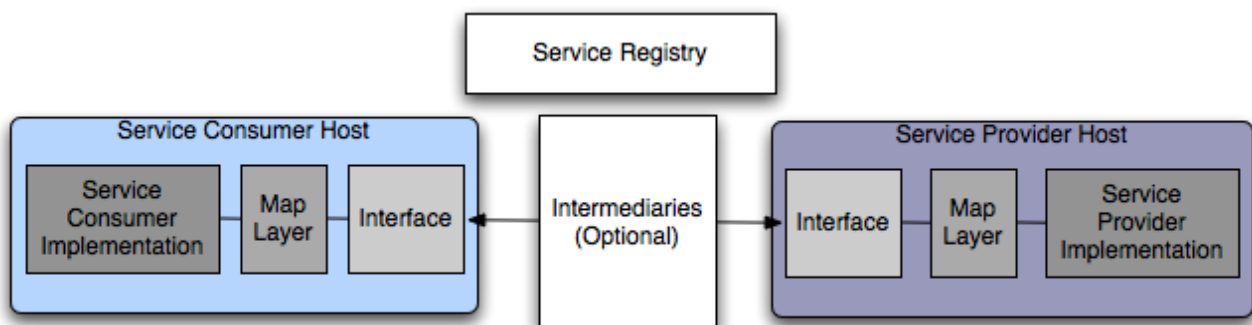 Service Registry
Service Consumer Host
Service
Consumer
Implementation
Map
Layer
Interface
Intermediaries
(Optional)
Service Provider Host
Interface
Map
Layer
Service
Provider
Implementation